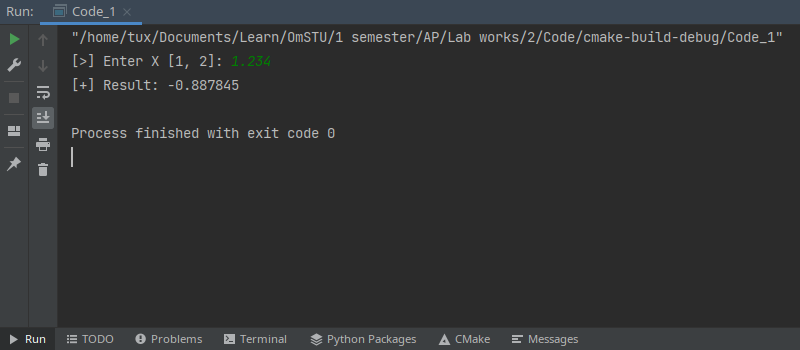 Run: Code_1
"/home/tux/Documents/Learn/OmSTU/1 semester/AP/Lab works/2/Code/cmake-build-debug/Code_1"
[>] Enter X [1, 2]: 1.234
[+] Result: -0.887845
Process finished with exit code 0
Run TODO Problems Terminal Python Packages CMake Messages